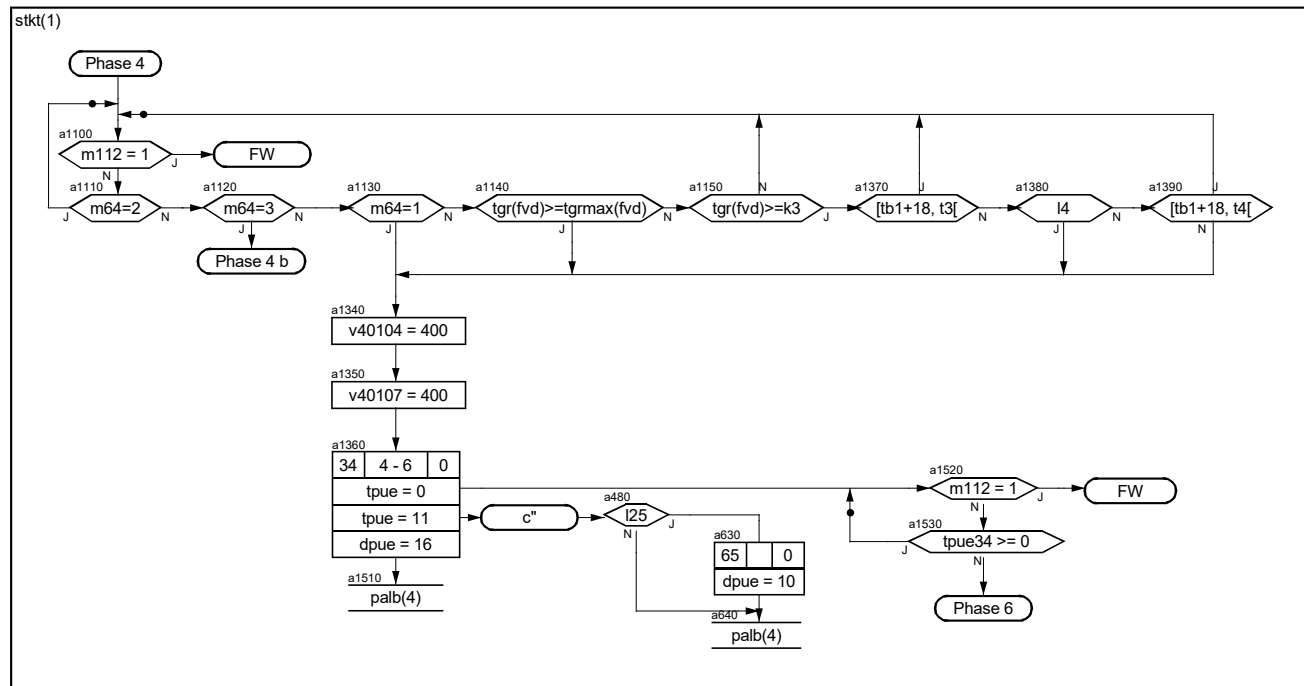 stkt(1)
Phase 4
a1100
m112 = 1
J
FW
N
a1110
m64=2
J
N
a1120
m64=3
N
J
Phase 4 b
a1130
m64=1
N
J
a1140
tgr(fvd)>=tgrmax(fvd)
N
J
a1150
tgr(fvd)>=k3
N
J
a1370
[tb1+18, t3[
J
N
a1380
l4
N
J
a1390
[tb1+18, t4[
J
N
a1340
v40104 = 400
a1350
v40107 = 400
a1360
34 4 - 6 0
tpue = 0
tpue = 11
dpue = 16
a1510
palb(4)
c"
a480
l25
J
N
a630
65 0
dpue = 10
a640
palb(4)
a1520
m112 = 1
J
N
FW
a1530
tpue34 >= 0
J
N
Phase 6